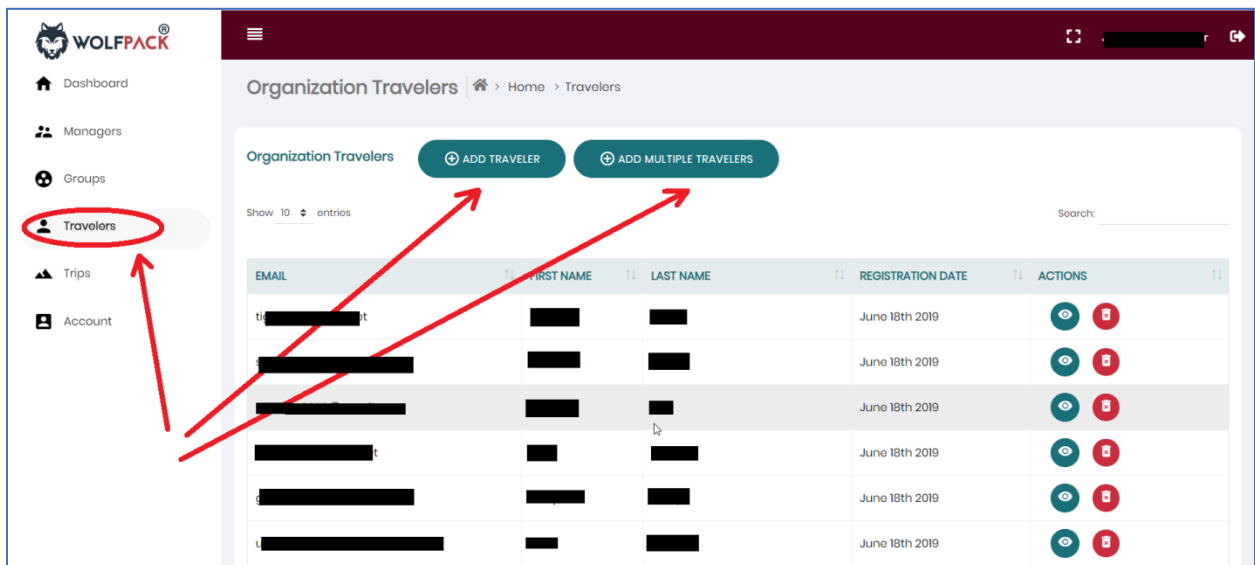 WOLFPACK®
Dashboard
Managers
Groups
Travelers
Trips
Account
Organization Travelers > Home > Travelers
Organization Travelers ADD TRAVELER ADD MULTIPLE TRAVELERS
Show 10 entries Search:
EMAIL FIRST NAME LAST NAME REGISTRATION DATE ACTIONS
June 18th 2019
June 18th 2019
June 18th 2019
June 18th 2019
June 18th 2019
June 18th 2019